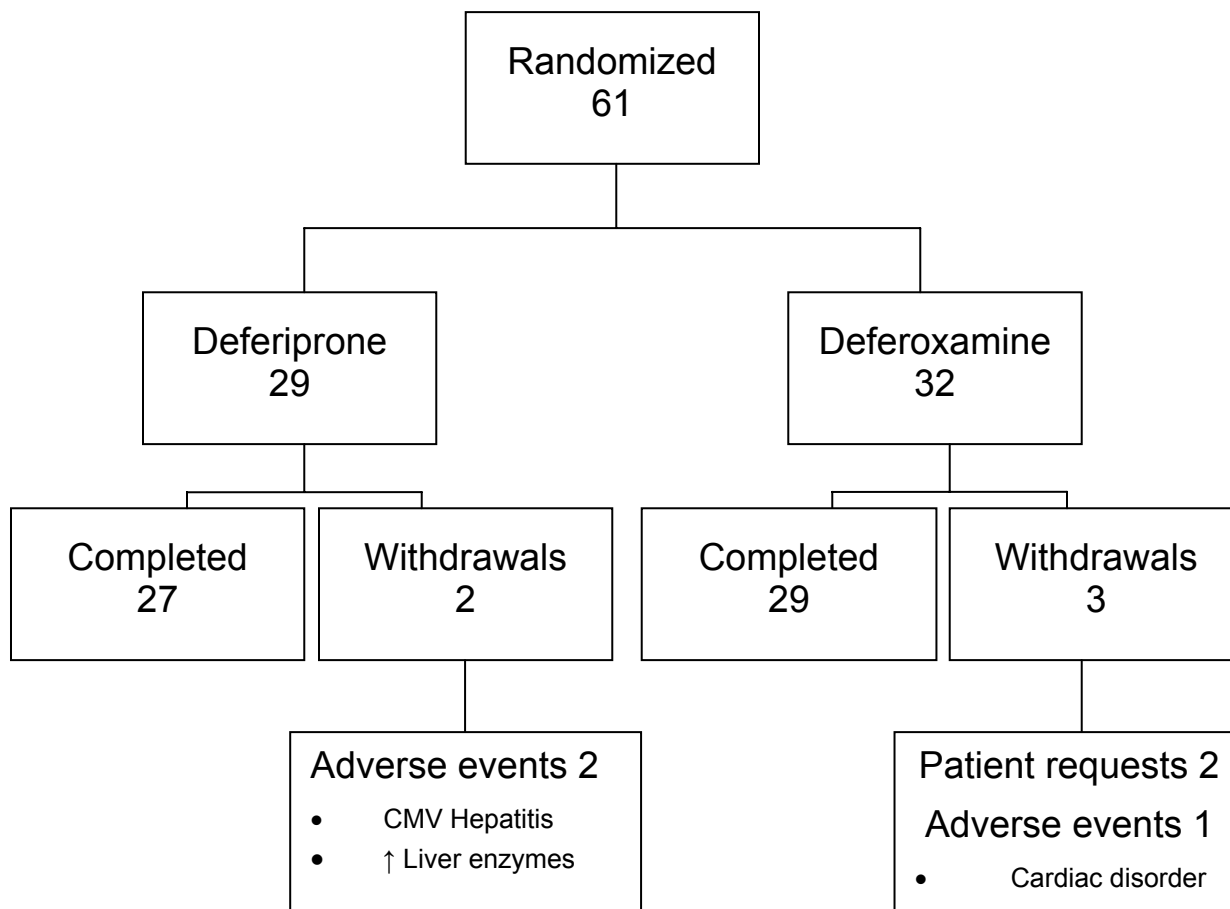 Randomized
61
Deferiprone
29
Deferoxamine
32
Completed
27
Withdrawals
2
Completed
29
Withdrawals
3
Adverse events 2
• CMV Hepatitis
• ↑ Liver enzymes
Patient requests 2
Adverse events 1
• Cardiac disorder